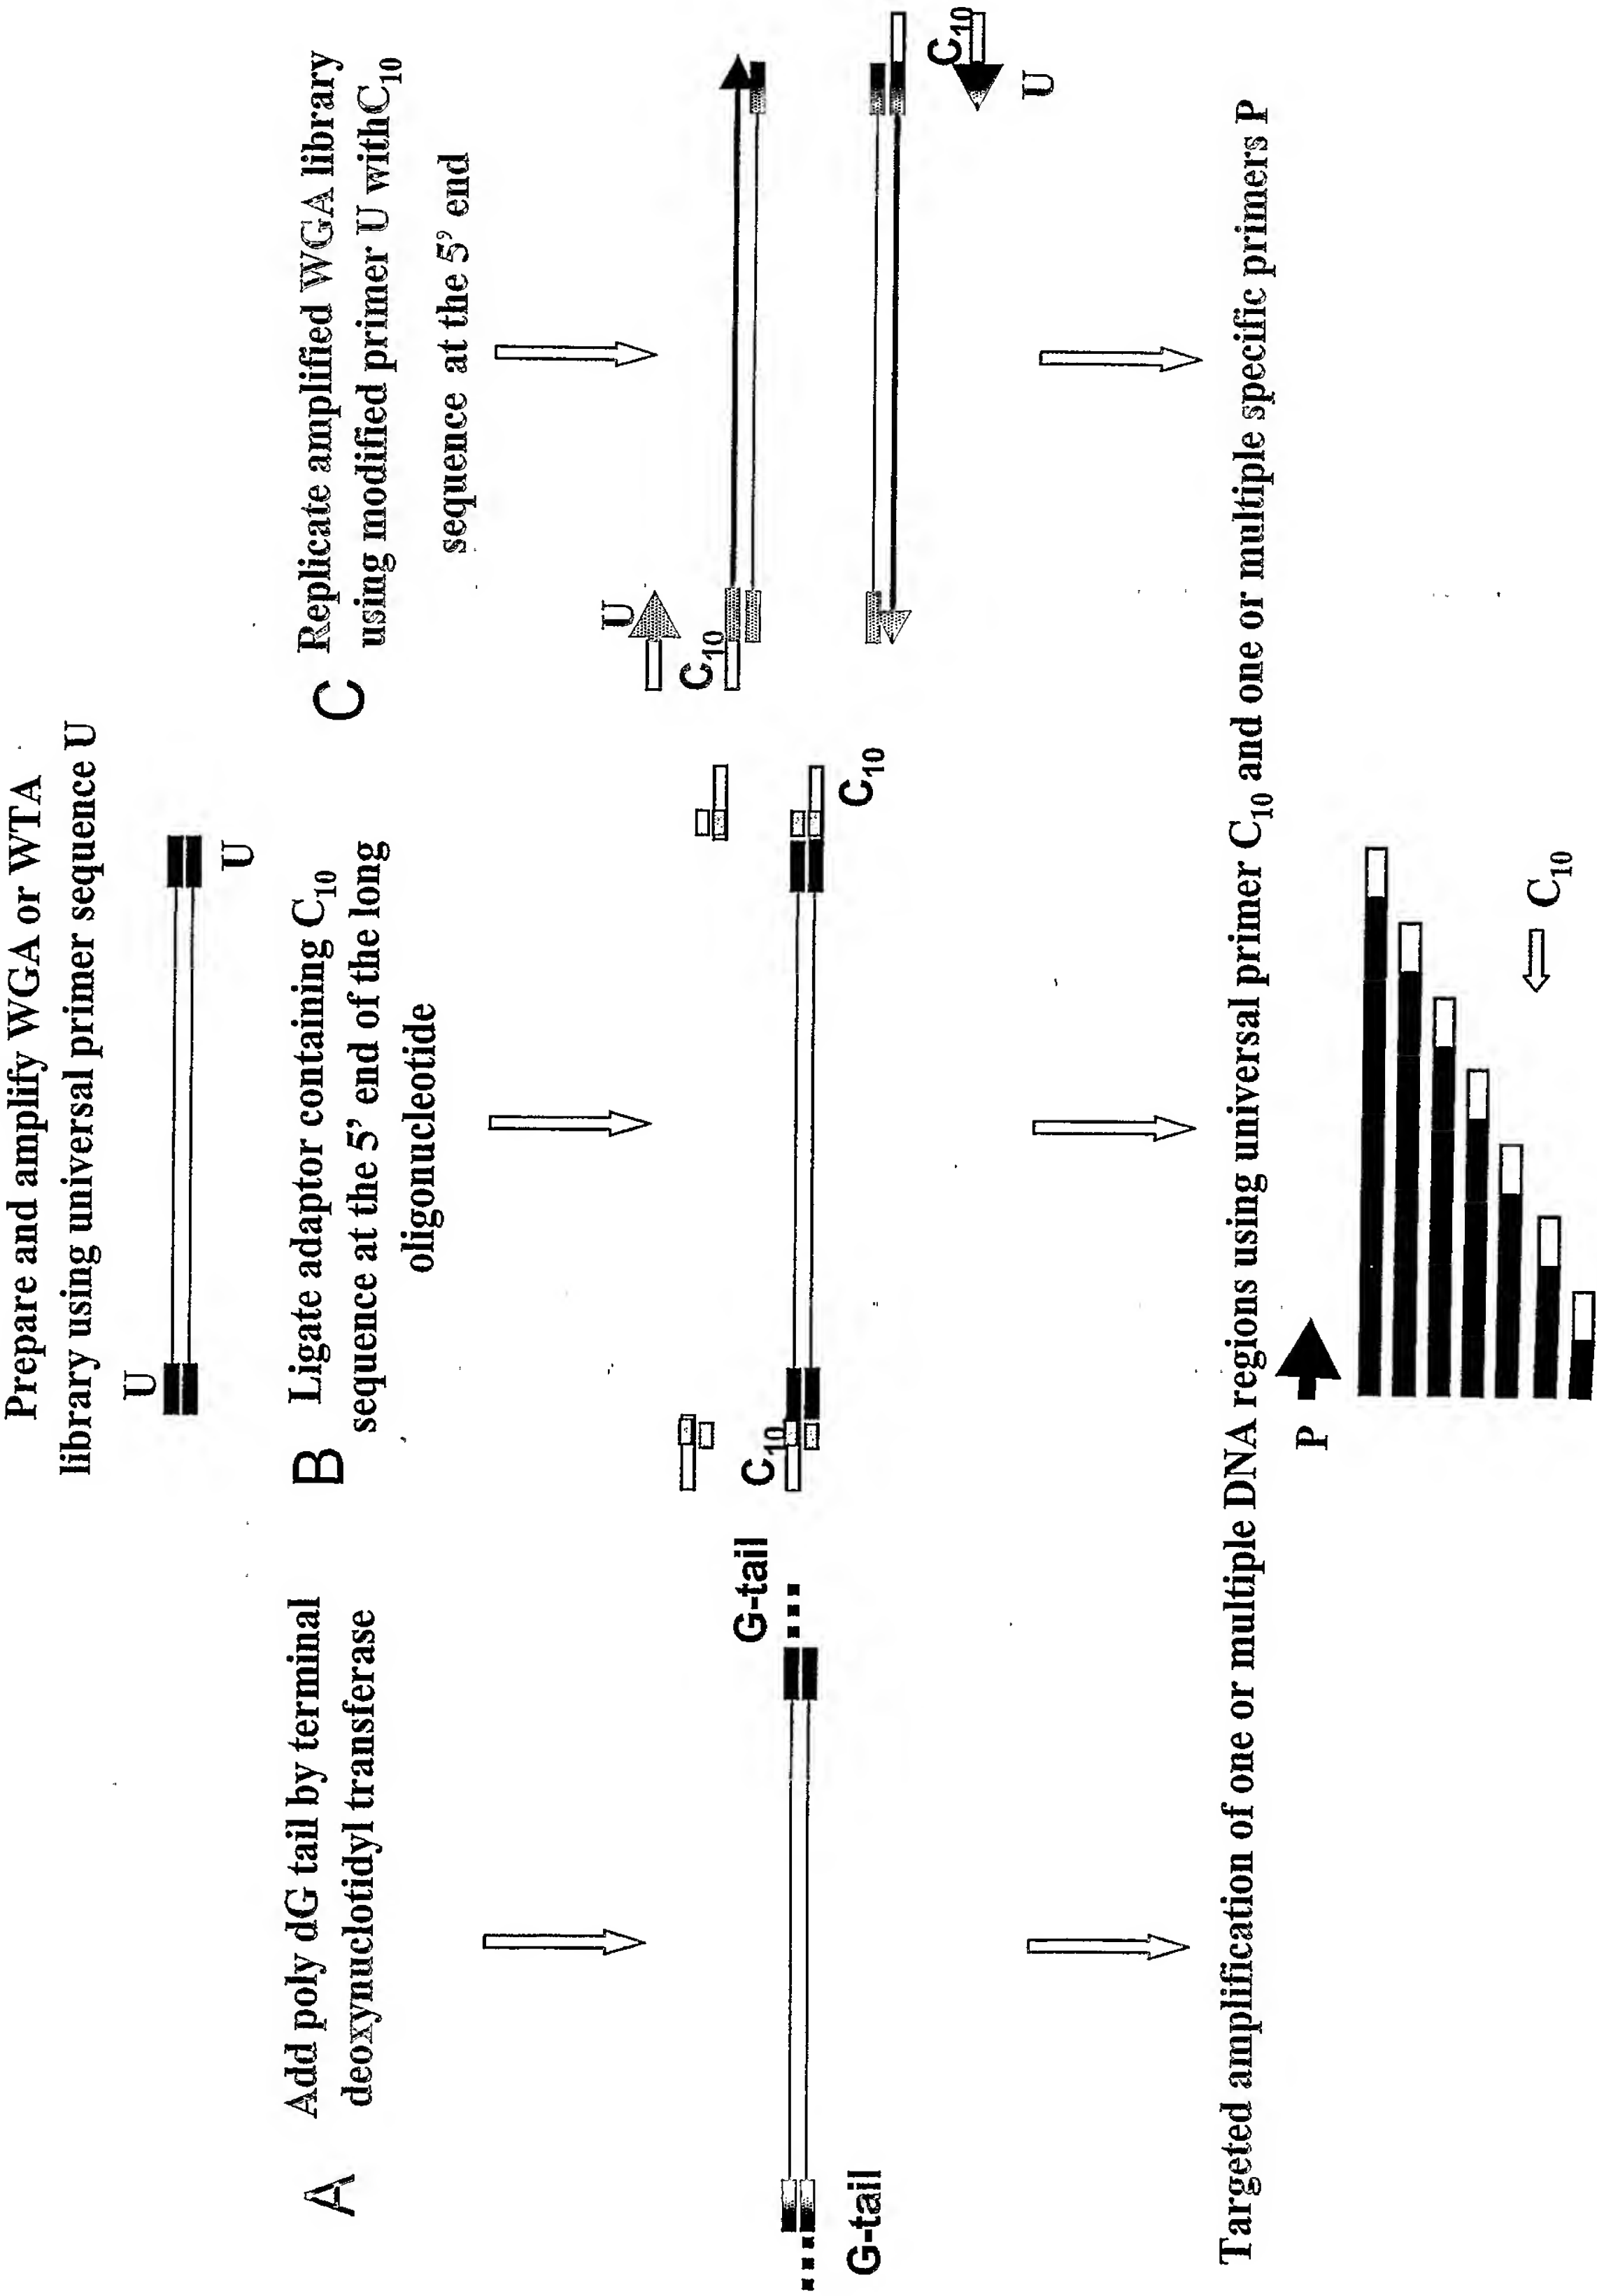 Prepare and amplify WGA or WTA
library using universal primer sequence U
U
U
A Add poly dG tail by terminal
deoxynuclotidyl transferase
G-tail
G-tail
B Ligate adaptor containing C10
sequence at the 5’ end of the long
oligonucleotide
C10
C10
C Replicate amplified WGA library
using modified primer U withC10
sequence at the 5’ end
U
C10
C10
U
Targeted amplification of one or multiple DNA regions using universal primer C10 and one or multiple specific primers P
P
C10